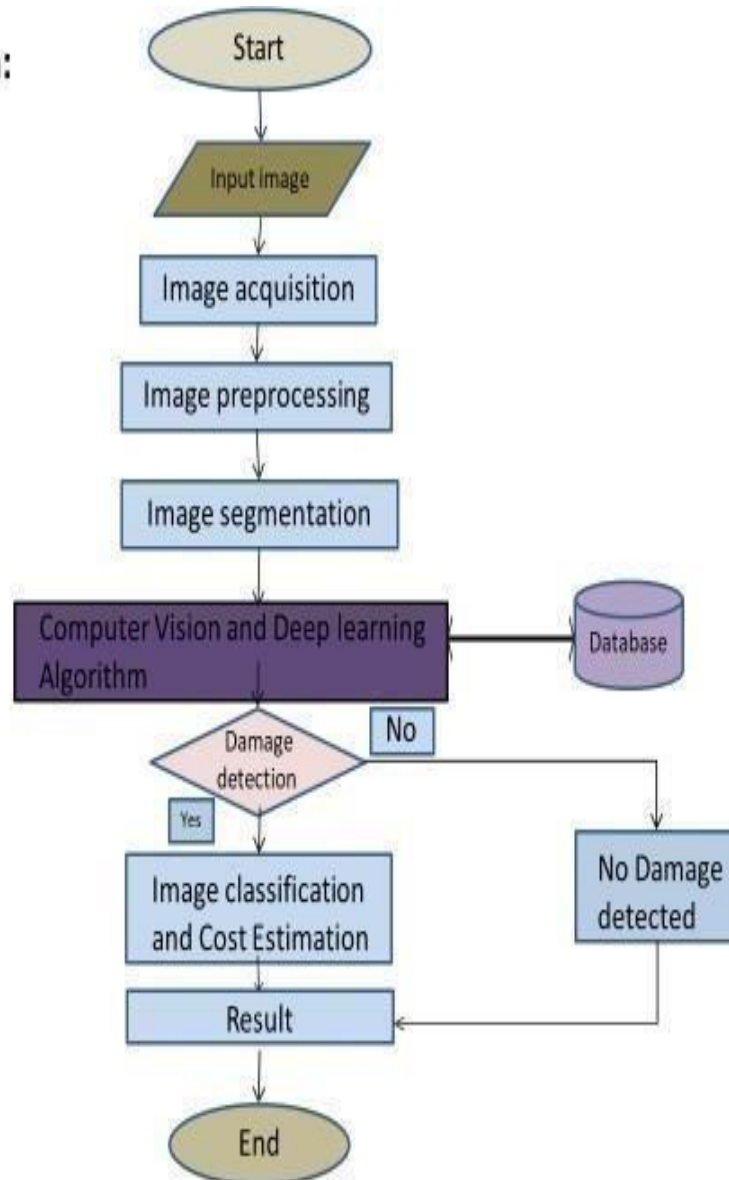 Start
Input image
Image acquisition
Image preprocessing
Image segmentation
Computer Vision and Deep learning
Algorithm
Database
Damage
detection
No
Yes
Image classification
and Cost Estimation
No Damage
detected
Result
End